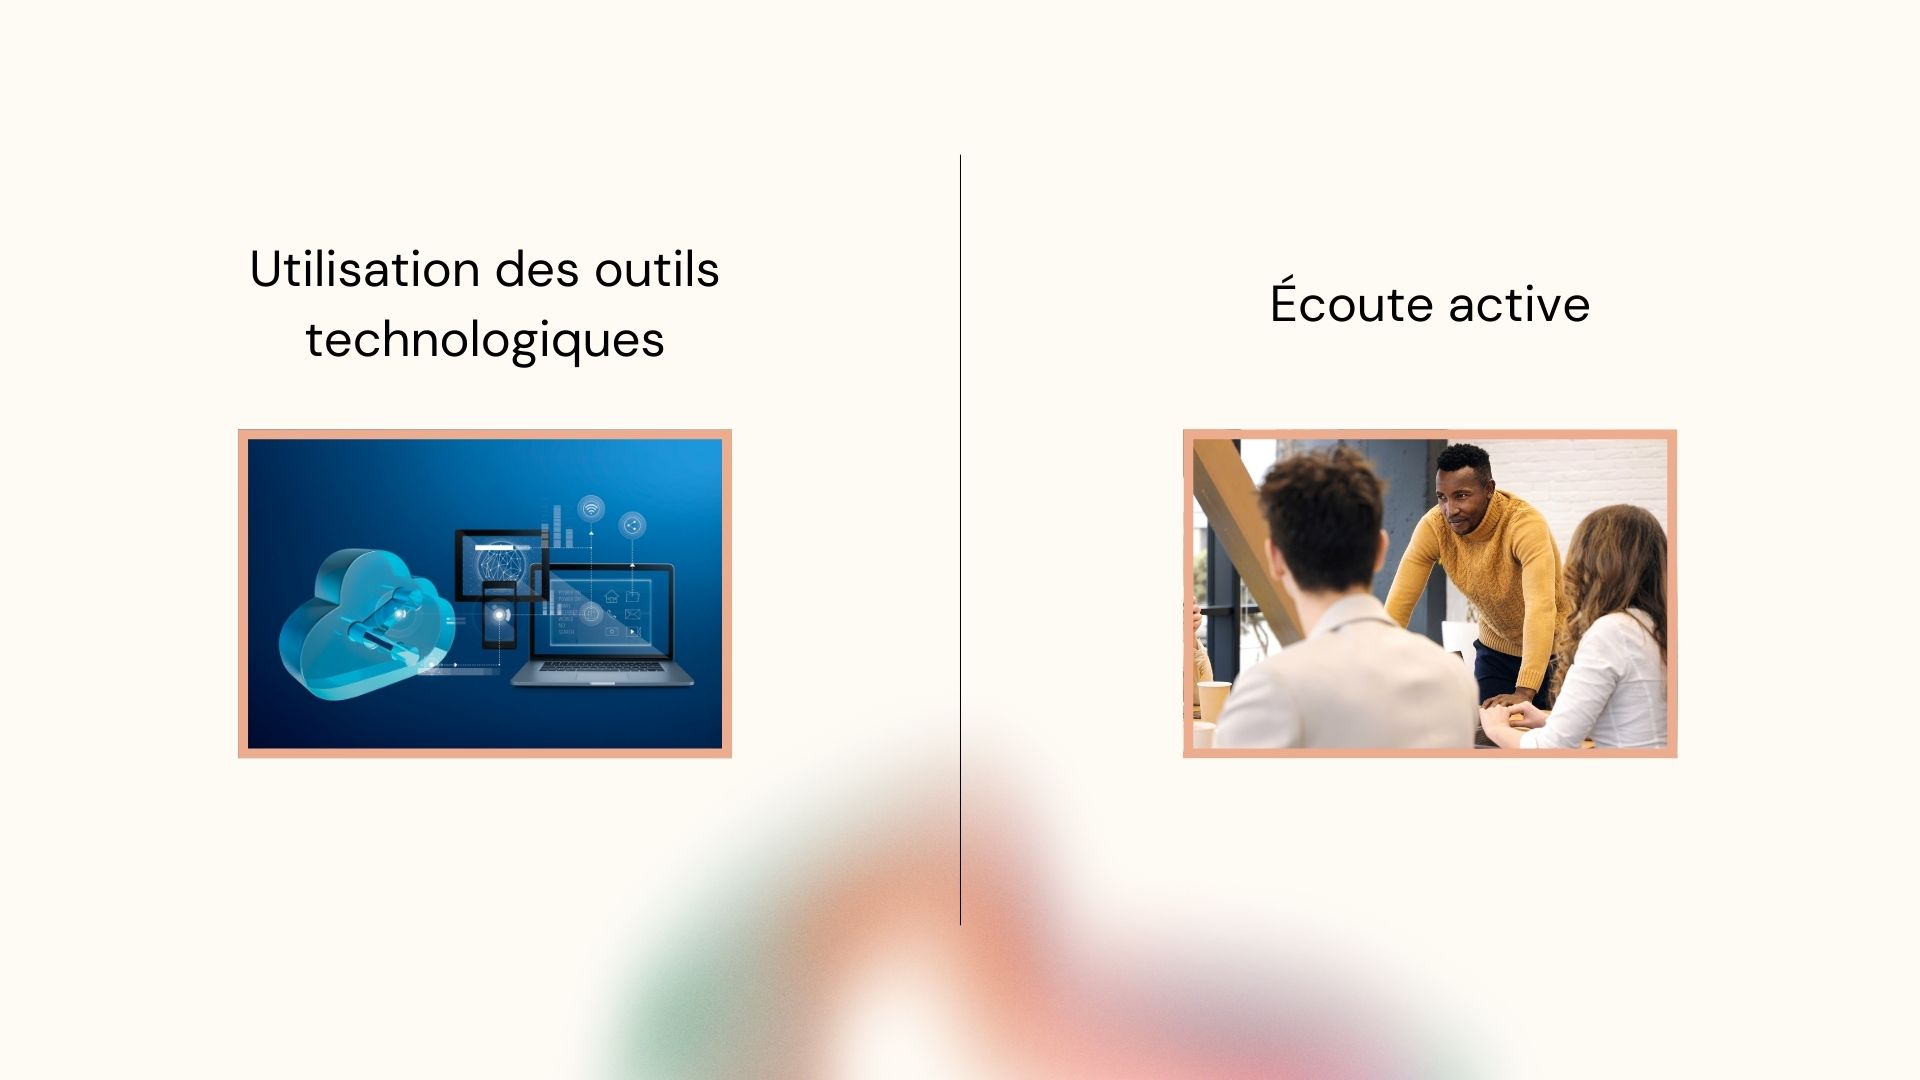 Utilisation des outils
technologiques
Écoute active